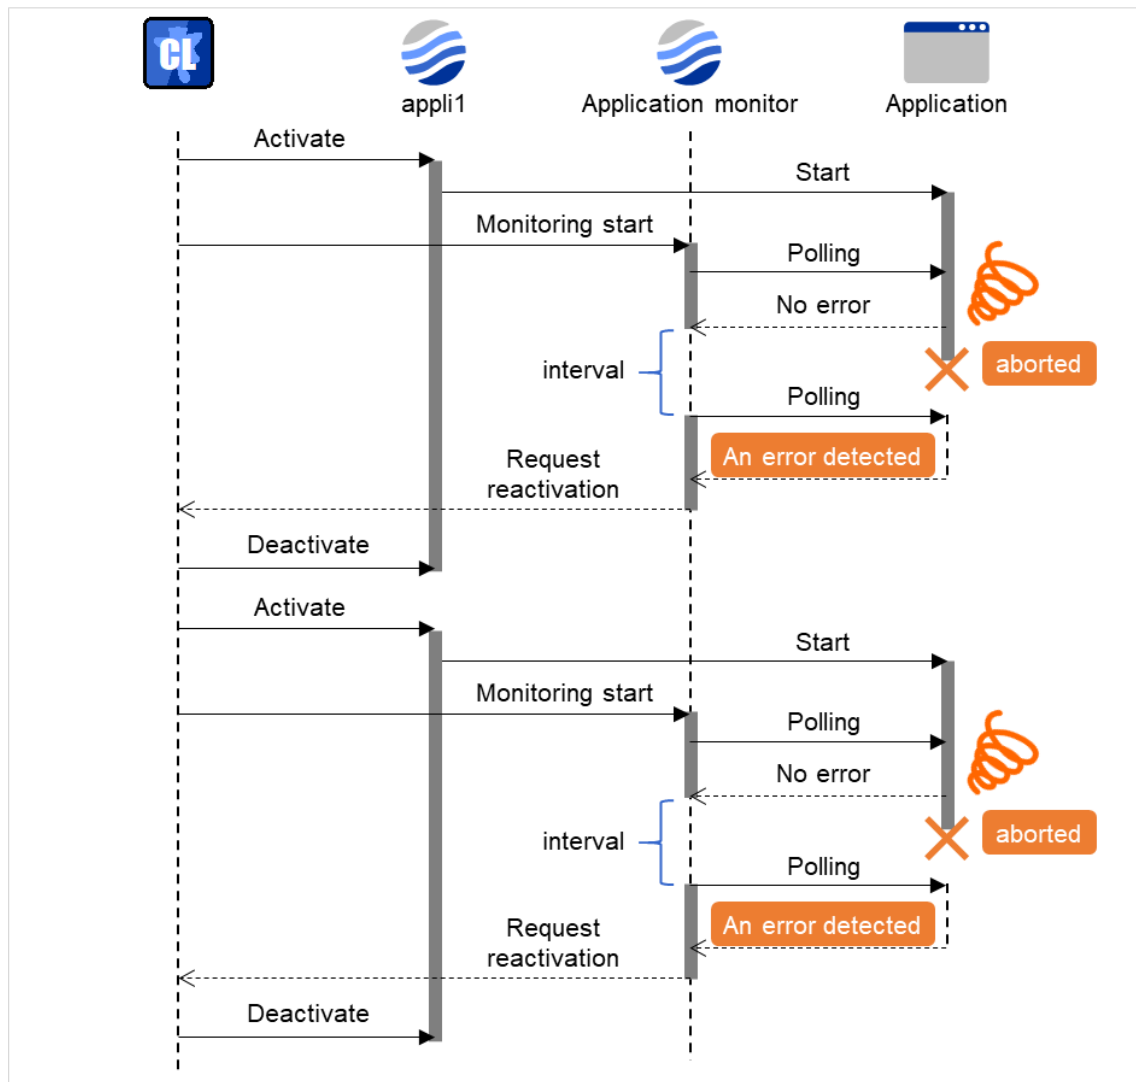 CL
appli1
Application monitor
Application
Activate
Start
Monitoring start
Polling
No error
interval
aborted
Polling
An error detected
Request
reactivation
Deactivate
Activate
Start
Monitoring start
Polling
No error
interval
aborted
Polling
An error detected
Request
reactivation
Deactivate